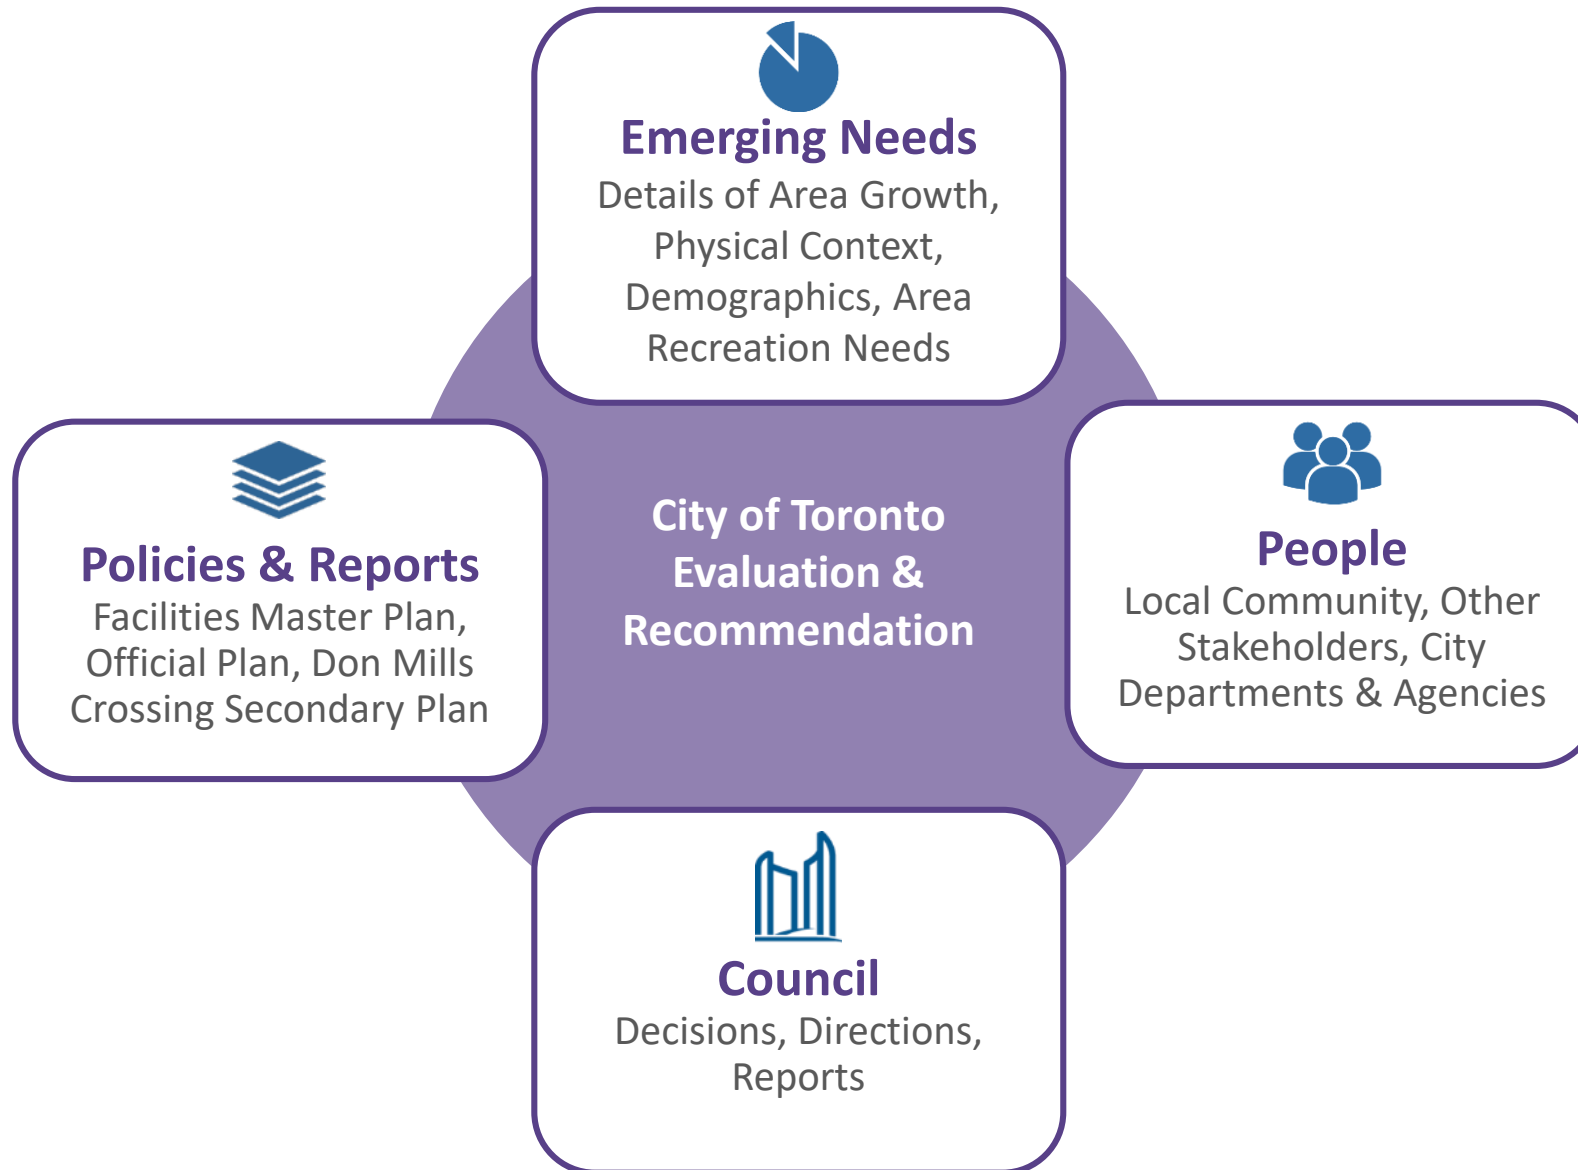 Emerging Needs
Details of Area Growth,
Physical Context,
Demographics, Area
Recreation Needs
Policies & Reports
Facilities Master Plan,
Official Plan, Don Mills
Crossing Secondary Plan
City of Toronto
Evaluation &
Recommendation
People
Local Community, Other
Stakeholders, City
Departments & Agencies
Council
Decisions, Directions,
Reports